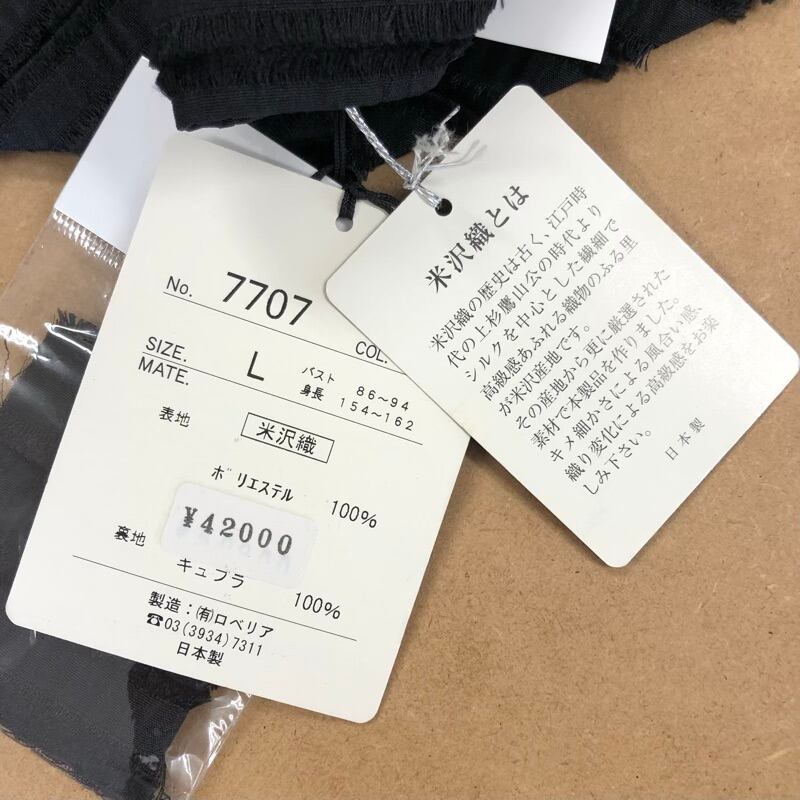 No. 7707
COL.
SIZE. L バスト 86～94
身長 154～162
MATE.
表地 米沢織
ポリエステル 100%
¥42000
裏地
キュプラ 100%
製造：㈲ロベリア
☎03(3934)7311
日本製
米沢織とは
米沢織の歴史は古く、江戸時
代の上杉鷹山公の時代より
シルクを中心とした繊細で
高級感あふれる織物のふる里
が米沢産地です。
その産地から更に厳選された
素材で本製品を作りました。
キメ細かさによる風合い感、
織り変化による高級感をお楽
しみ下さい。
日本製